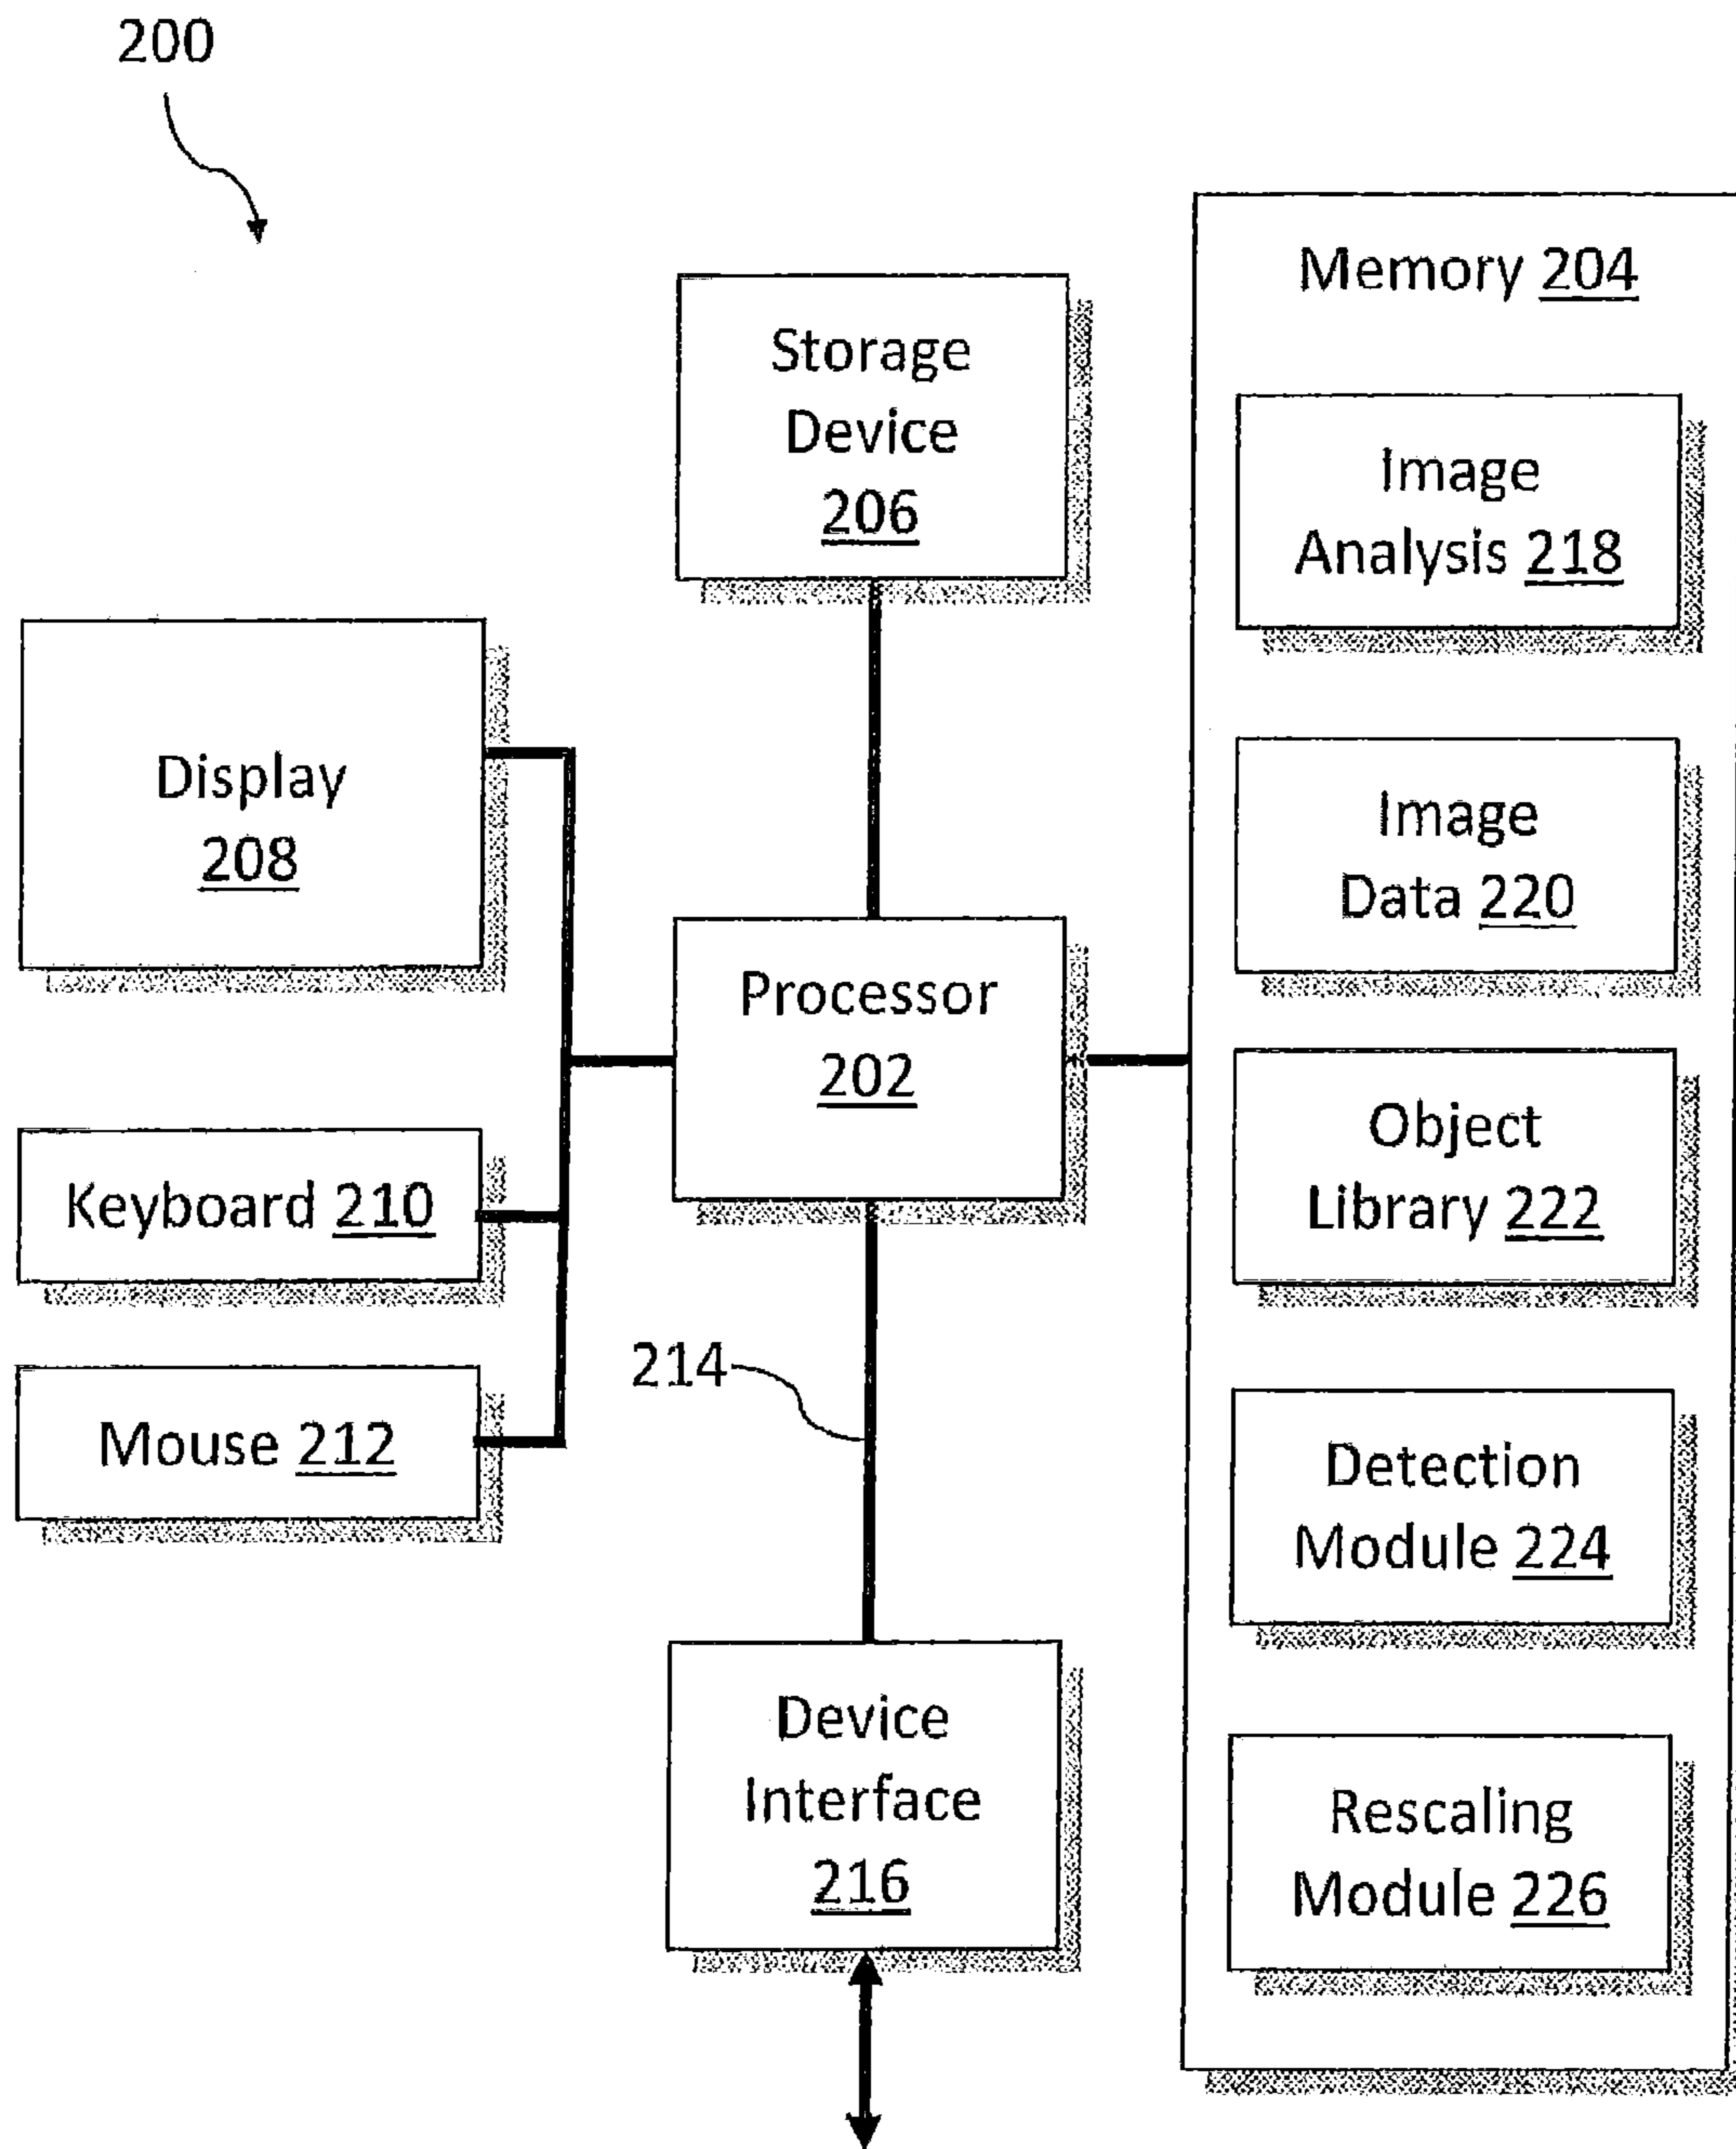 200
Storage
Device
206
Display
208
Keyboard 210
Mouse 212
Processor
202
214
Device
Interface
216
Memory 204
Image
Analysis 218
Image
Data 220
Object
Library 222
Detection
Module 224
Rescaling
Module 226